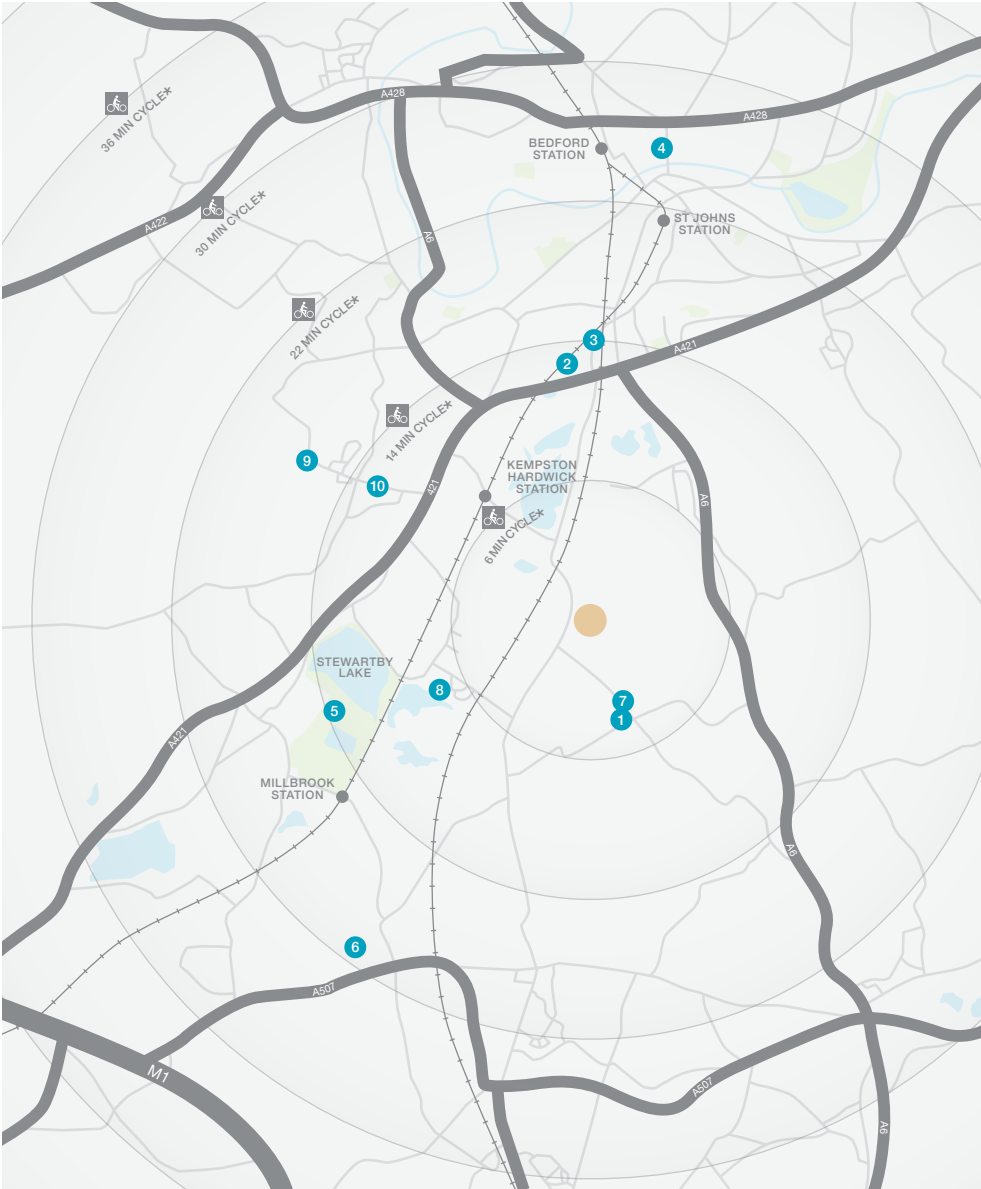 A428
36 MIN CYCLE*
A428
BEDFORD
STATION
4
30 MIN CYCLE*
A422
A6
ST JOHNS
STATION
22 MIN CYCLE*
3
A421
2
14 MIN CYCLE*
9
10
421
KEMPSTON
HARDWICK
STATION
A6
6 MIN CYCLE*
STEWARTBY
LAKE
8
7
5
1
A421
MILLBROOK
STATION
A6
6
A507
M1
A507
A6